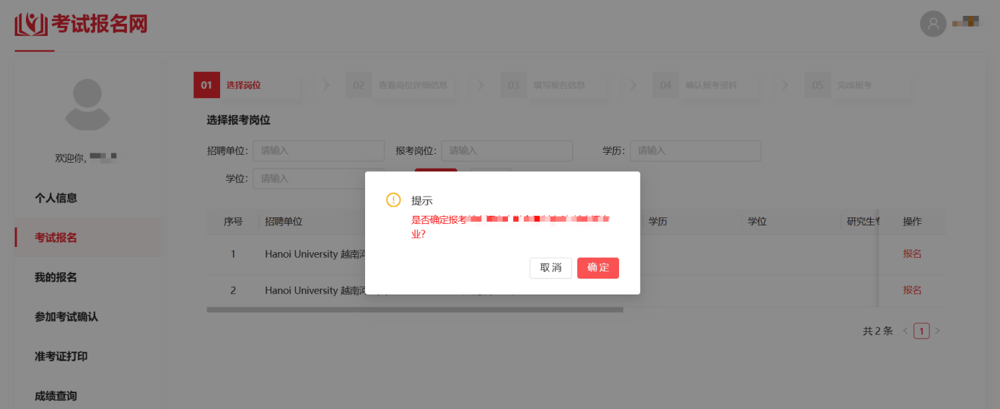 考试报名网
01 选择岗位 02 查看岗位详细信息 03 填写报名信息 04 确认报考资料 05 完成报考
选择报考岗位
招聘单位: 请输入 报考岗位: 请输入 学历: 请输入
学位: 请输入
欢迎你,
个人信息
考试报名
我的报名
参加考试确认
准考证打印
成绩查询
提示
是否确定报考
业?
取消 确定
序号 招聘单位 学历 学位 研究生专 操作
1 Hanoi University 越南河 报名
2 Hanoi University 越南河 报名
共 2 条 < 1 >